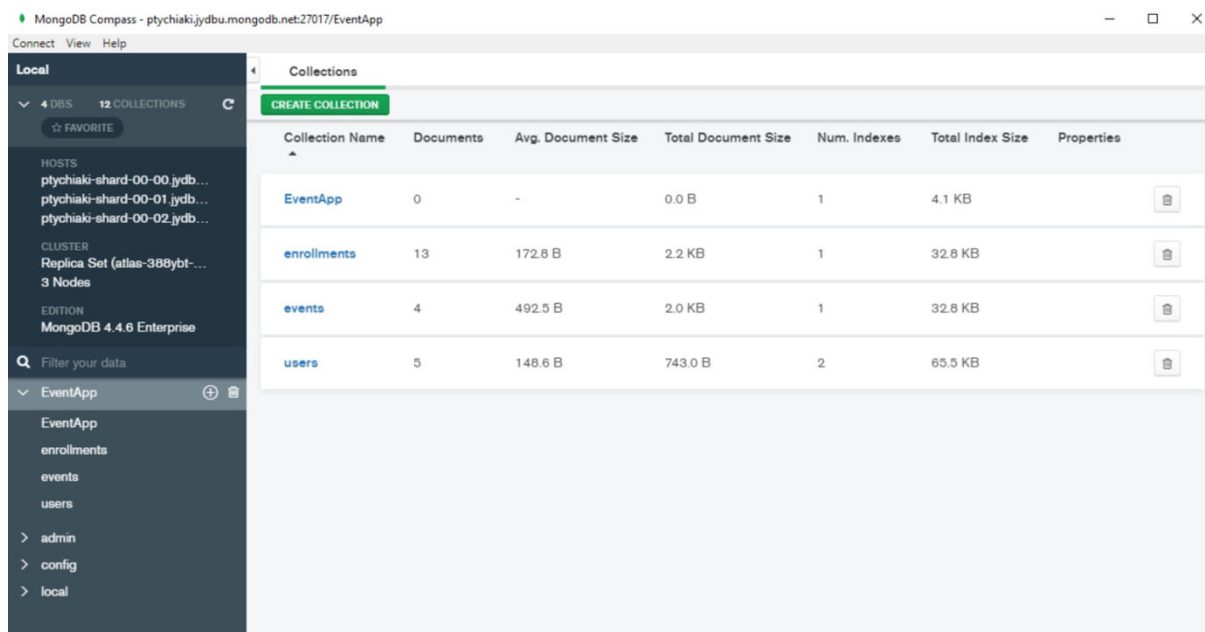 MongoDB Compass - ptychiaki.jydbu.mongodb.net:27017/EventApp
Connect View Help
Local
4 DBS 12 COLLECTIONS
FAVORITE
HOSTS
ptychiaki-shard-00-00.jydb...
ptychiaki-shard-00-01.jydb...
ptychiaki-shard-00-02.jydb...
CLUSTER
Replica Set (atlas-388ybt-...
3 Nodes
EDITION
MongoDB 4.4.6 Enterprise
Filter your data
EventApp
EventApp
enrollments
events
users
admin
config
local
Collections
CREATE COLLECTION
Collection Name Documents Avg. Document Size Total Document Size Num. Indexes Total Index Size Properties
EventApp 0 - 0.0 B 1 4.1 KB
enrollments 13 172.8 B 2.2 KB 1 32.8 KB
events 4 492.5 B 2.0 KB 1 32.8 KB
users 5 148.6 B 743.0 B 2 65.5 KB